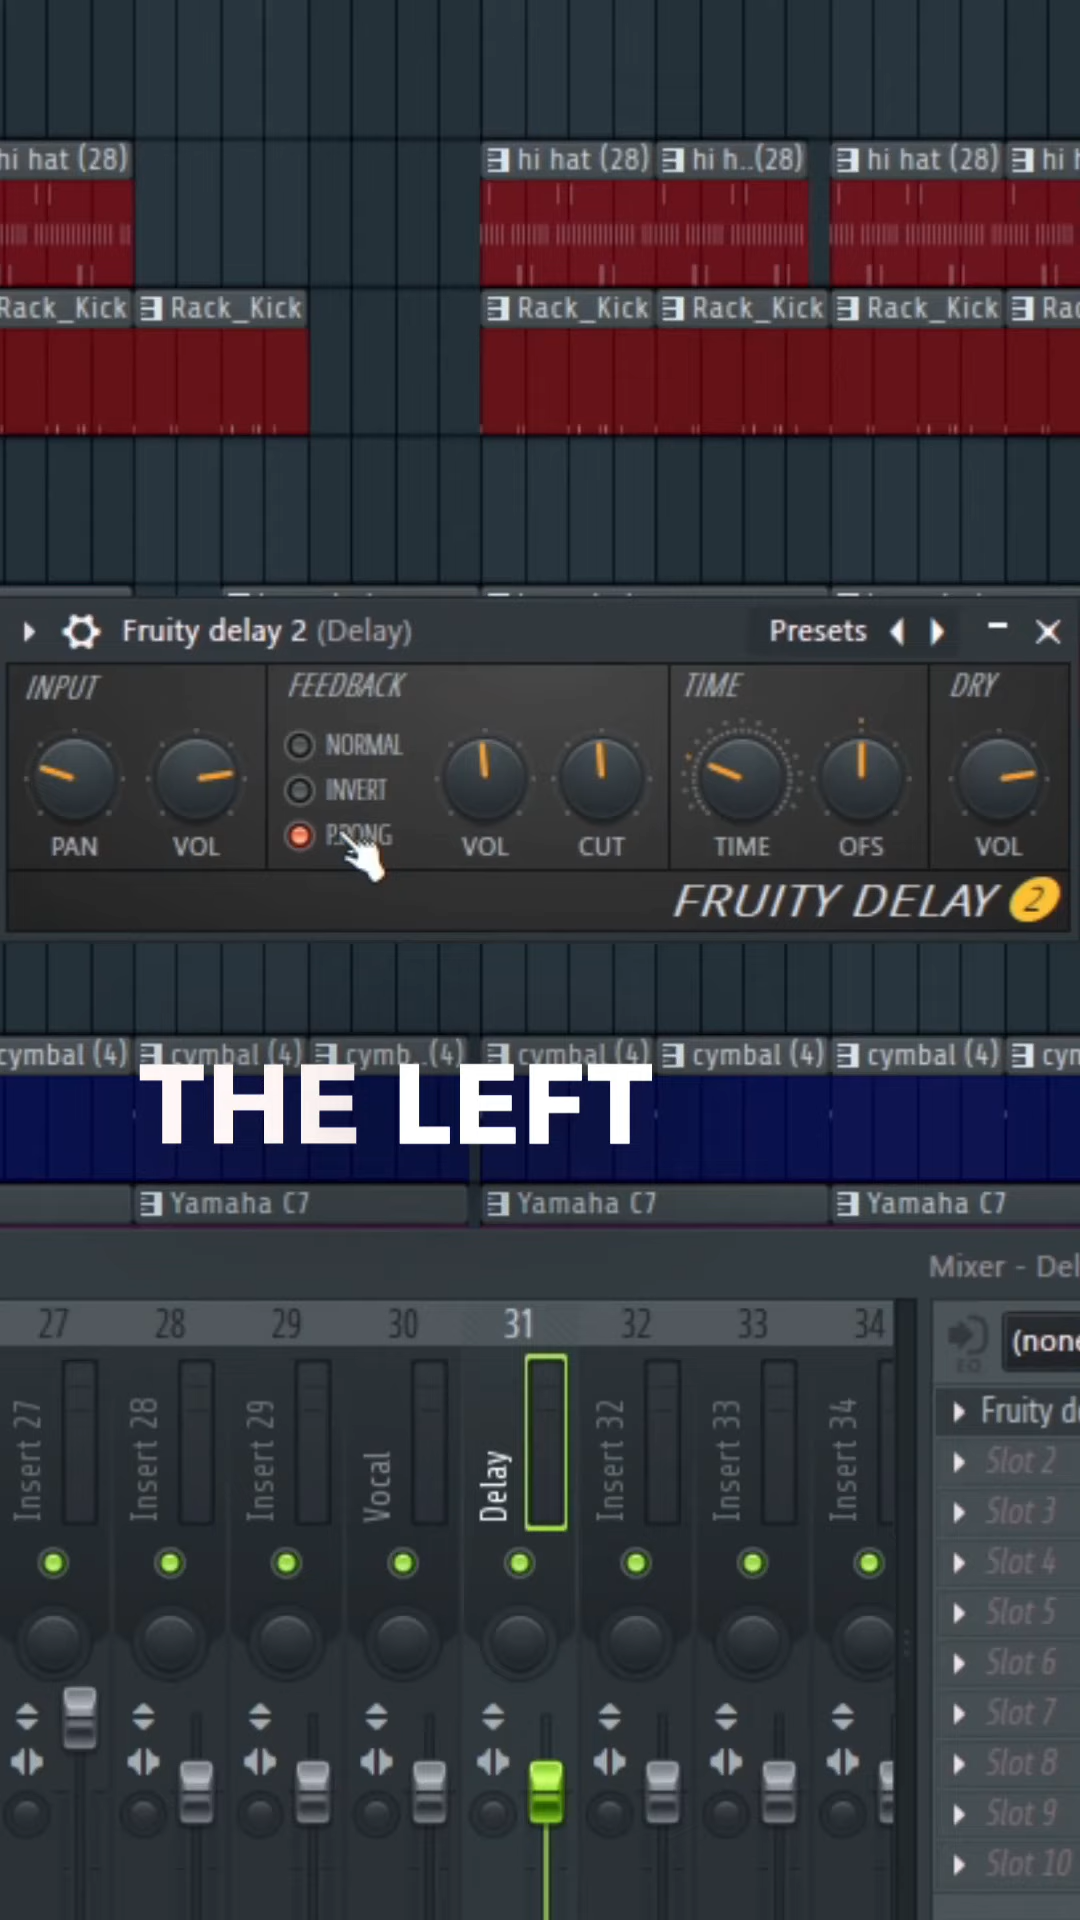 hi hat (28) hi hat (28) hi h..(28) hi hat (28) hi h
Rack_Kick Rack_Kick Rack_Kick Rack_Kick Rack_Kick Rac
Fruity delay 2 (Delay) Presets
INPUT FEEDBACK TIME DRY
NORMAL
INVERT
P.PONG
PAN VOL VOL CUT TIME OFS VOL
FRUITY DELAY 2
cymbal (4) cymbal (4) cymb..(4) cymbal (4) cymbal (4) cymbal (4) cym
THE LEFT
Yamaha C7 Yamaha C7 Yamaha C7
Mixer - Del
27 28 29 30 31 32 33 34
(none
EQ
Insert 27 Insert 28 Insert 29 Vocal Delay Insert 32 Insert 33 Insert 34
Fruity de
Slot 2
Slot 3
Slot 4
Slot 5
Slot 6
Slot 7
Slot 8
Slot 9
Slot 10